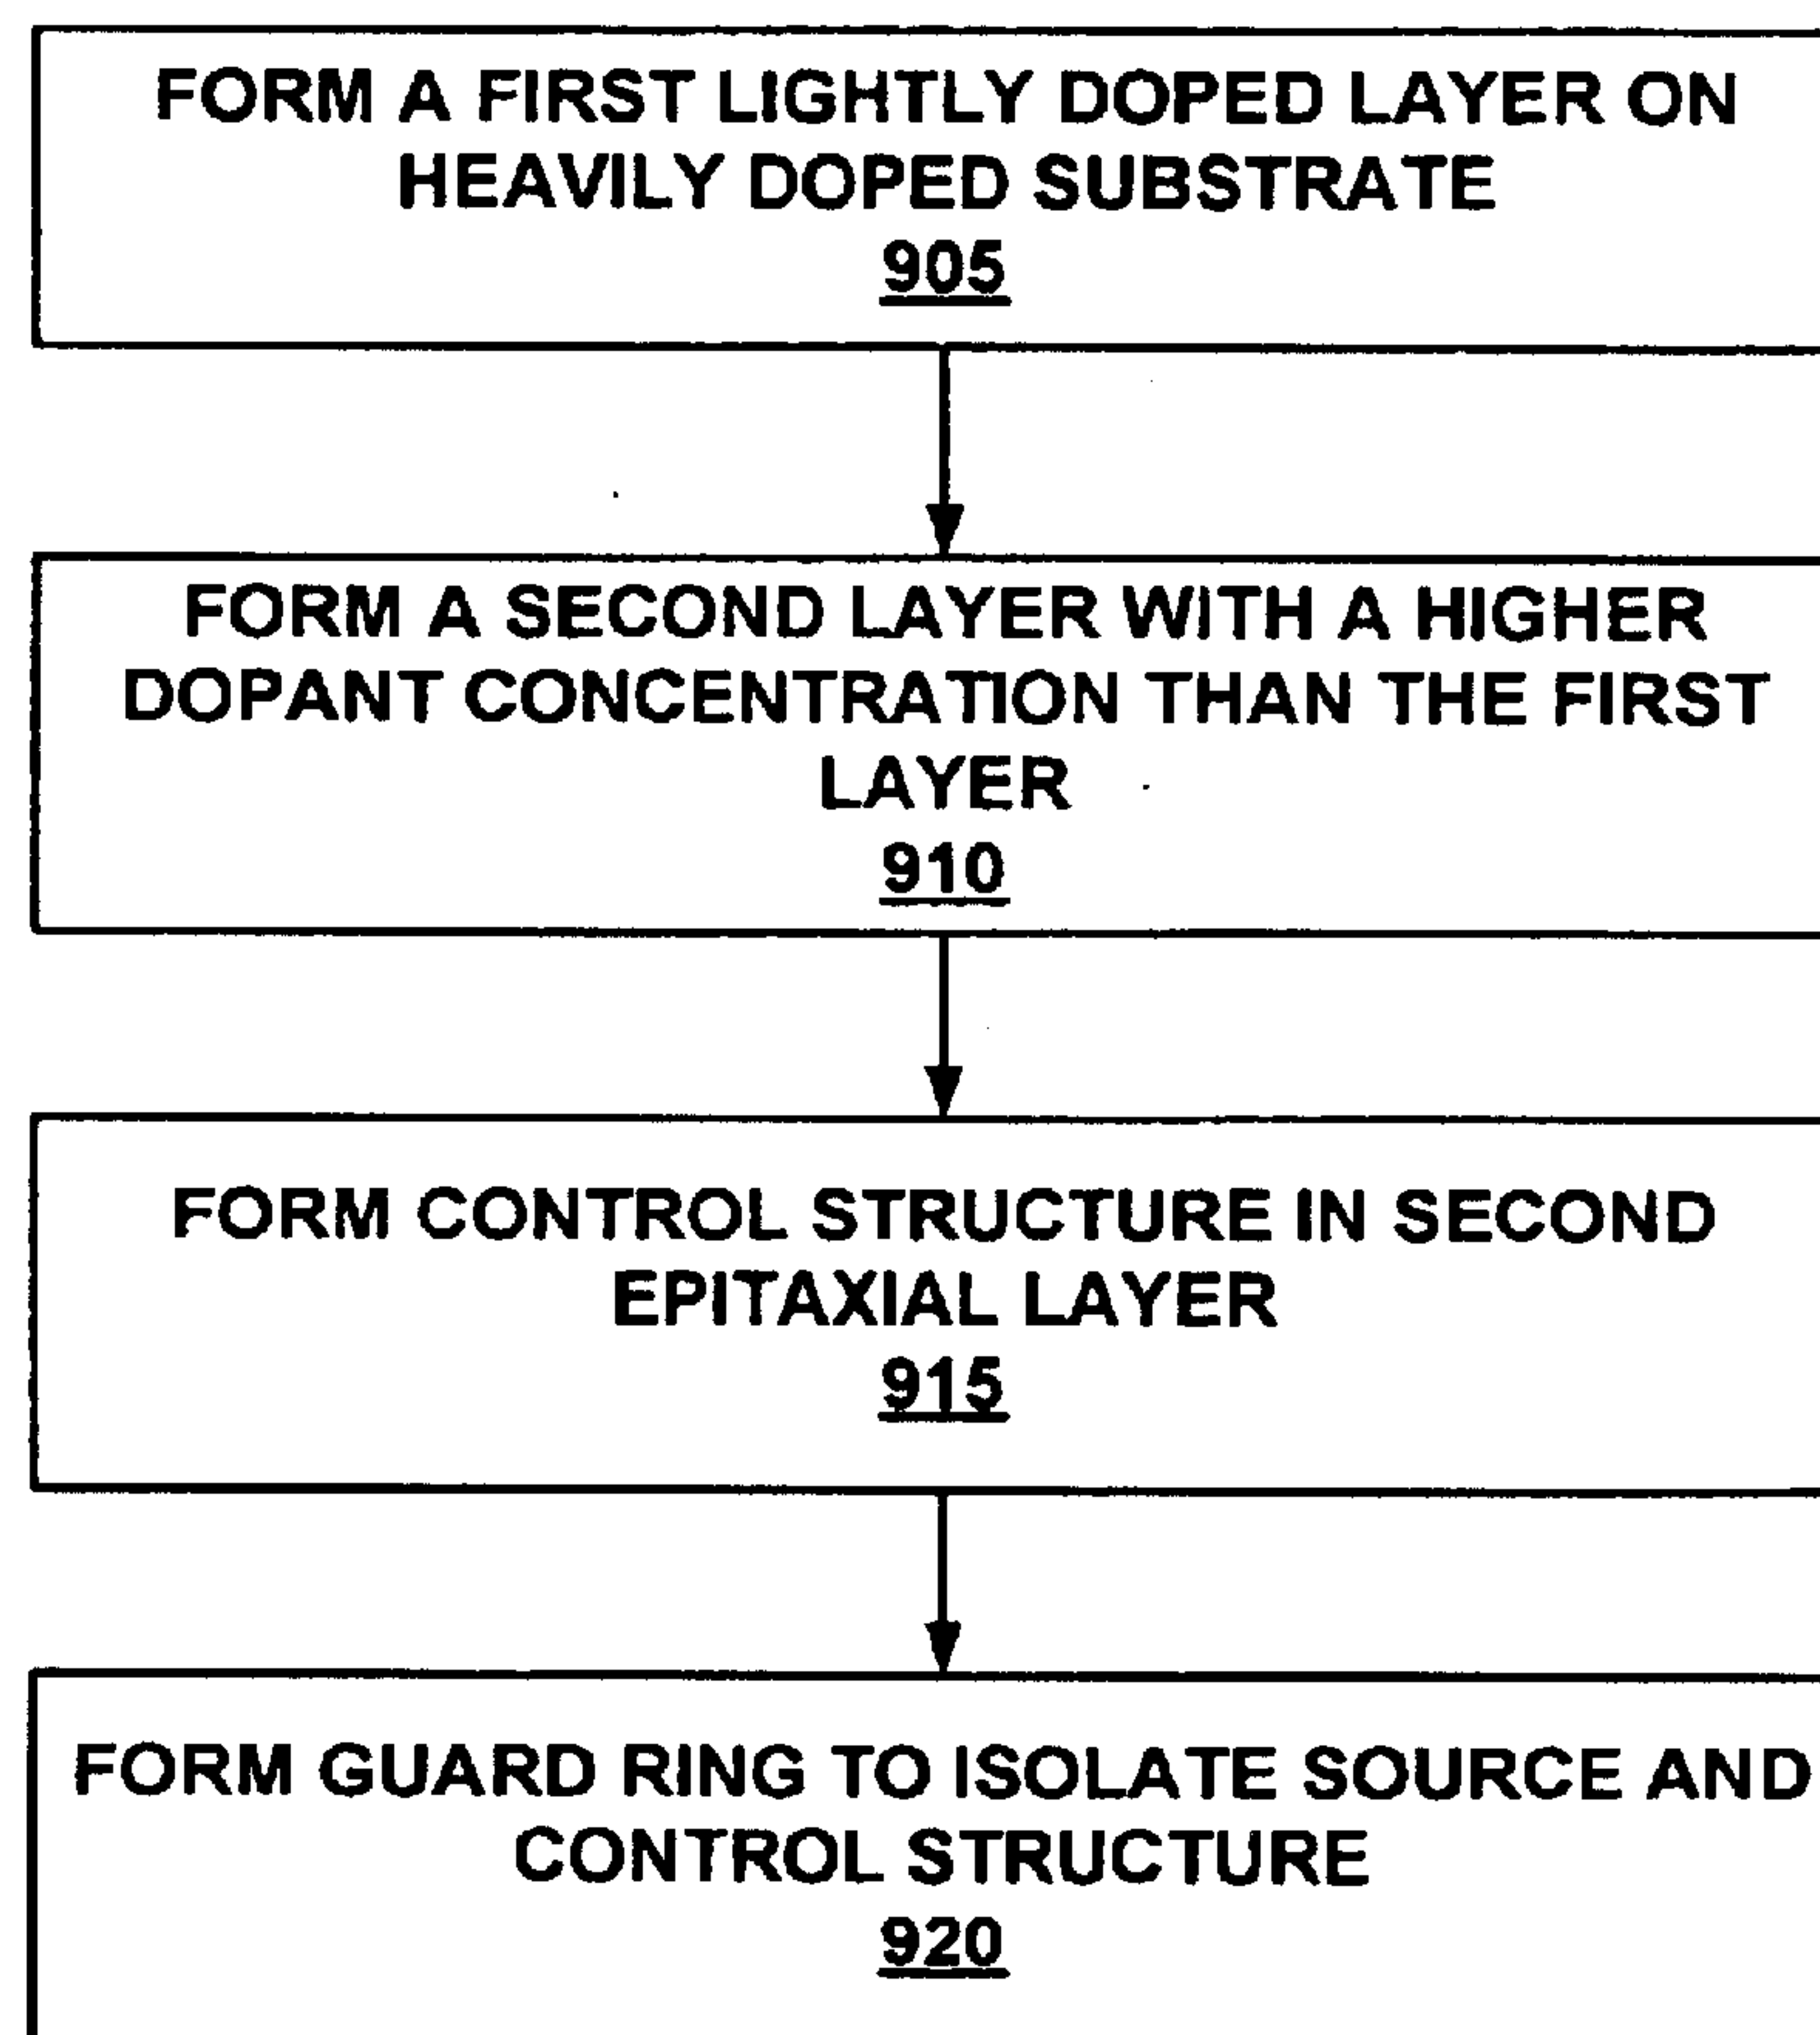 FORM A FIRST LIGHTLY DOPED LAYER ON
HEAVILY DOPED SUBSTRATE
905
FORM A SECOND LAYER WITH A HIGHER
DOPANT CONCENTRATION THAN THE FIRST
LAYER
910
FORM CONTROL STRUCTURE IN SECOND
EPITAXIAL LAYER
915
FORM GUARD RING TO ISOLATE SOURCE AND
CONTROL STRUCTURE
920